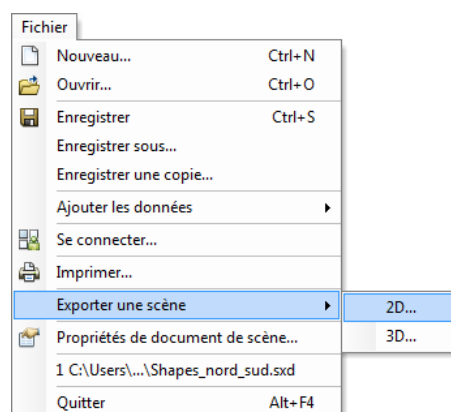 Fichier
Nouveau... Ctrl+N
Ouvrir... Ctrl+O
Enregistrer Ctrl+S
Enregistrer sous...
Enregistrer une copie...
Ajouter les données
Se connecter...
Imprimer...
Exporter une scène
2D...
3D...
Propriétés de document de scène...
1 C:\Users\...\Shapes_nord_sud.sxd
Quitter Alt+F4